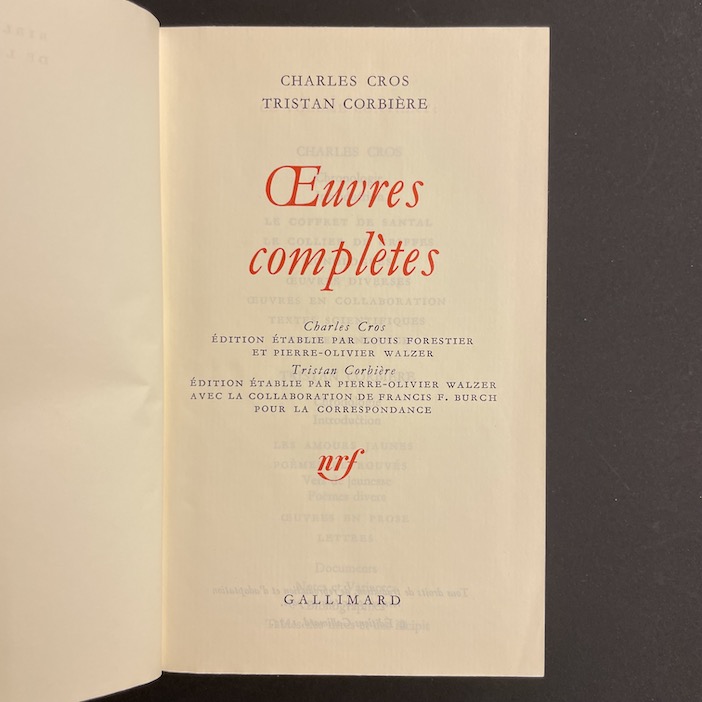 CHARLES CROS
TRISTAN CORBIÈRE
Œuvres
complètes
Charles Cros
ÉDITION ÉTABLIE PAR LOUIS FORESTIER
ET PIERRE-OLIVIER WALZER
Tristan Corbière
ÉDITION ÉTABLIE PAR PIERRE-OLIVIER WALZER
AVEC LA COLLABORATION DE FRANCIS F. BURCH
POUR LA CORRESPONDANCE
nrf
GALLIMARD